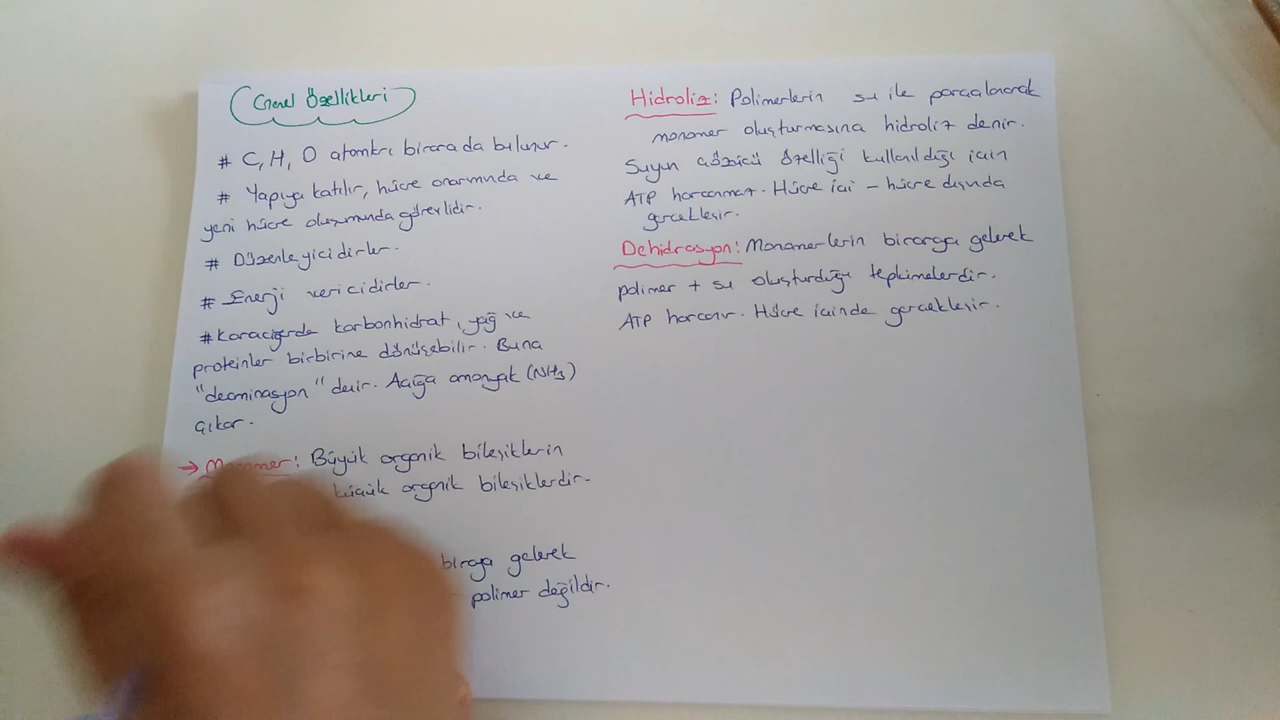 Genel Özellikleri
# C, H, O atomları birarada bulunur.
# Yapıya katılır, hücre onarımında ve
yeni hücre oluşumunda görevlidir.
# Düzenleyicidirler.
# Enerji vericidirler.
# Karaciğerde karbonhidrat, yağ ve
proteinler birbirine dönüşebilir. Buna
"deaminasyon" denir. Açığa amonyak (NH3)
çıkar.
→ Monomer: Büyük organik bileşiklerin
küçük organik bileşiklerdir.
biraya gelerek
polimer değildir.
Hidroliz: Polimerlerin su ile parçalanarak
monomer oluşturmasına hidroliz denir.
Suyun çözücü özelliği kullanıldığı için
ATP harcanmaz. Hücre içi - hücre dışında
gerçekleşir.
Dehidrasyon: Monomerlerin biraraya gelerek
polimer + su oluşturduğu tepkimelerdir.
ATP harcanır. Hücre içinde gerçekleşir.